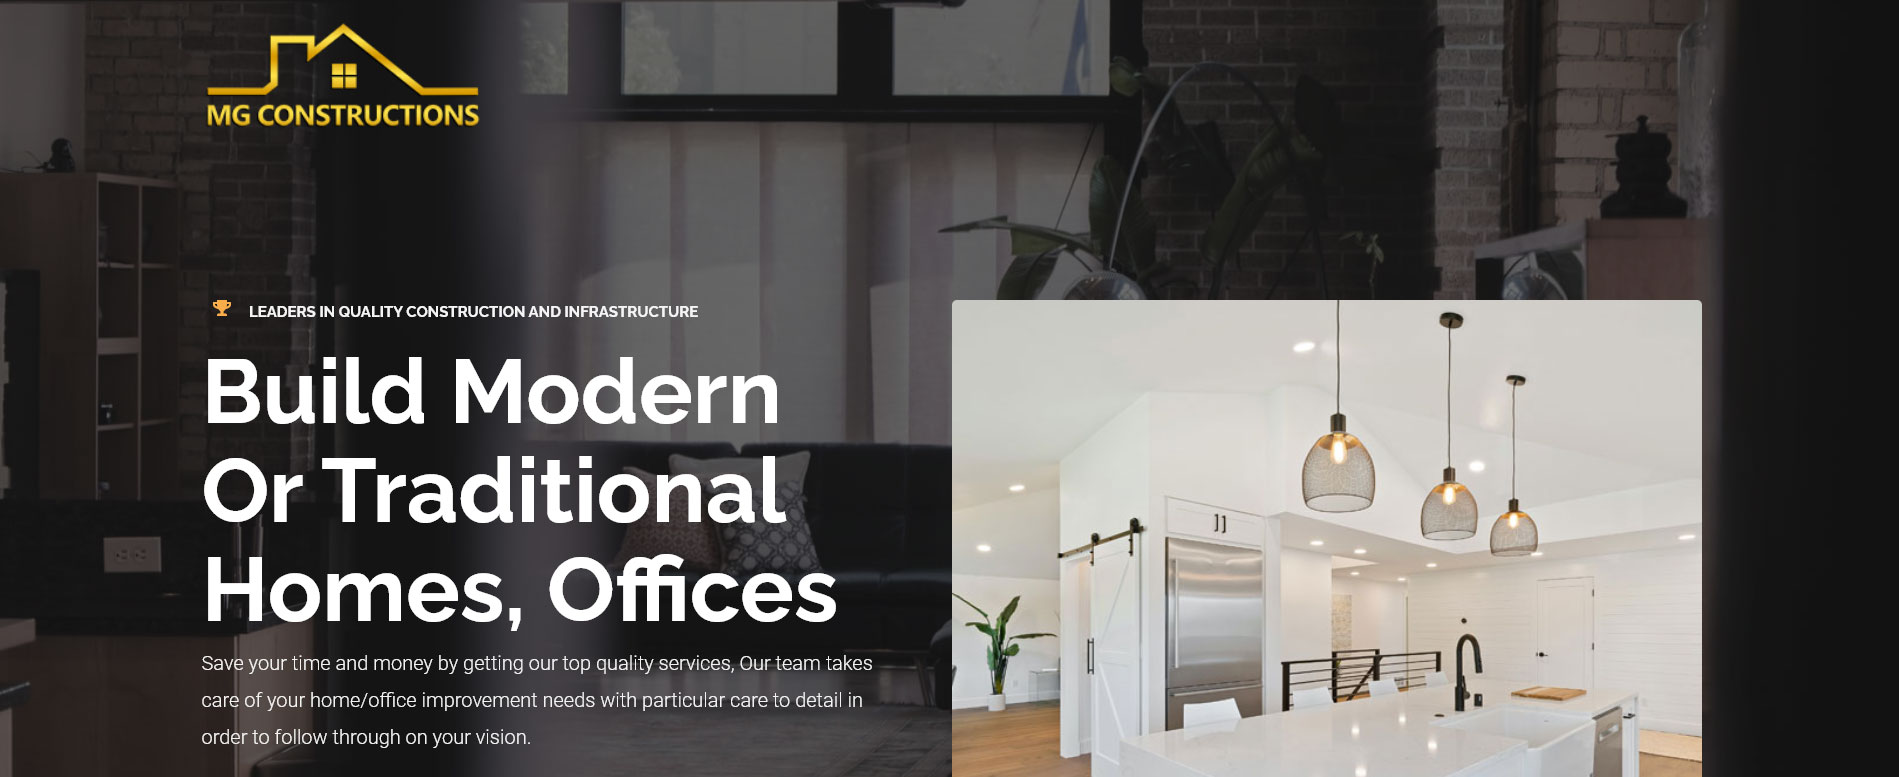 MG CONSTRUCTIONS
LEADERS IN QUALITY CONSTRUCTION AND INFRASTRUCTURE
Build Modern
Or Traditional
Homes, Offices
Save your time and money by getting our top quality services, Our team takes
care of your home/office improvement needs with particular care to detail in
order to follow through on your vision.